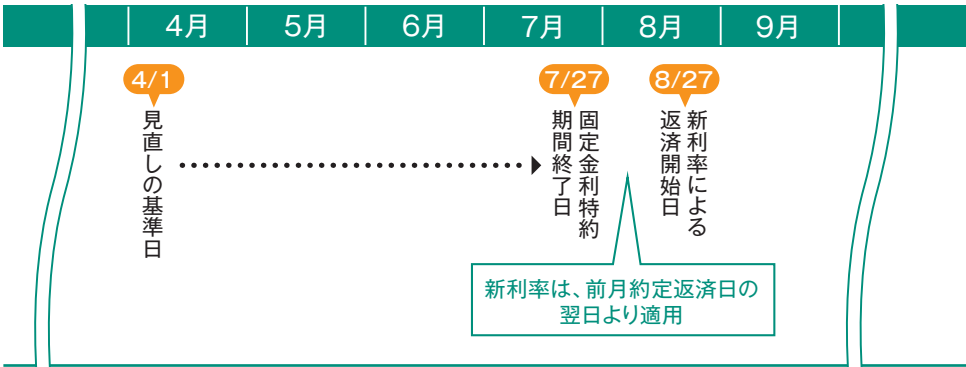 4月
5月
6月
7月
8月
9月
4/1
見直しの基準日
7/27
固定金利特約
期間終了日
8/27
新利率による
返済開始日
新利率は、前月約定返済日の
翌日より適用